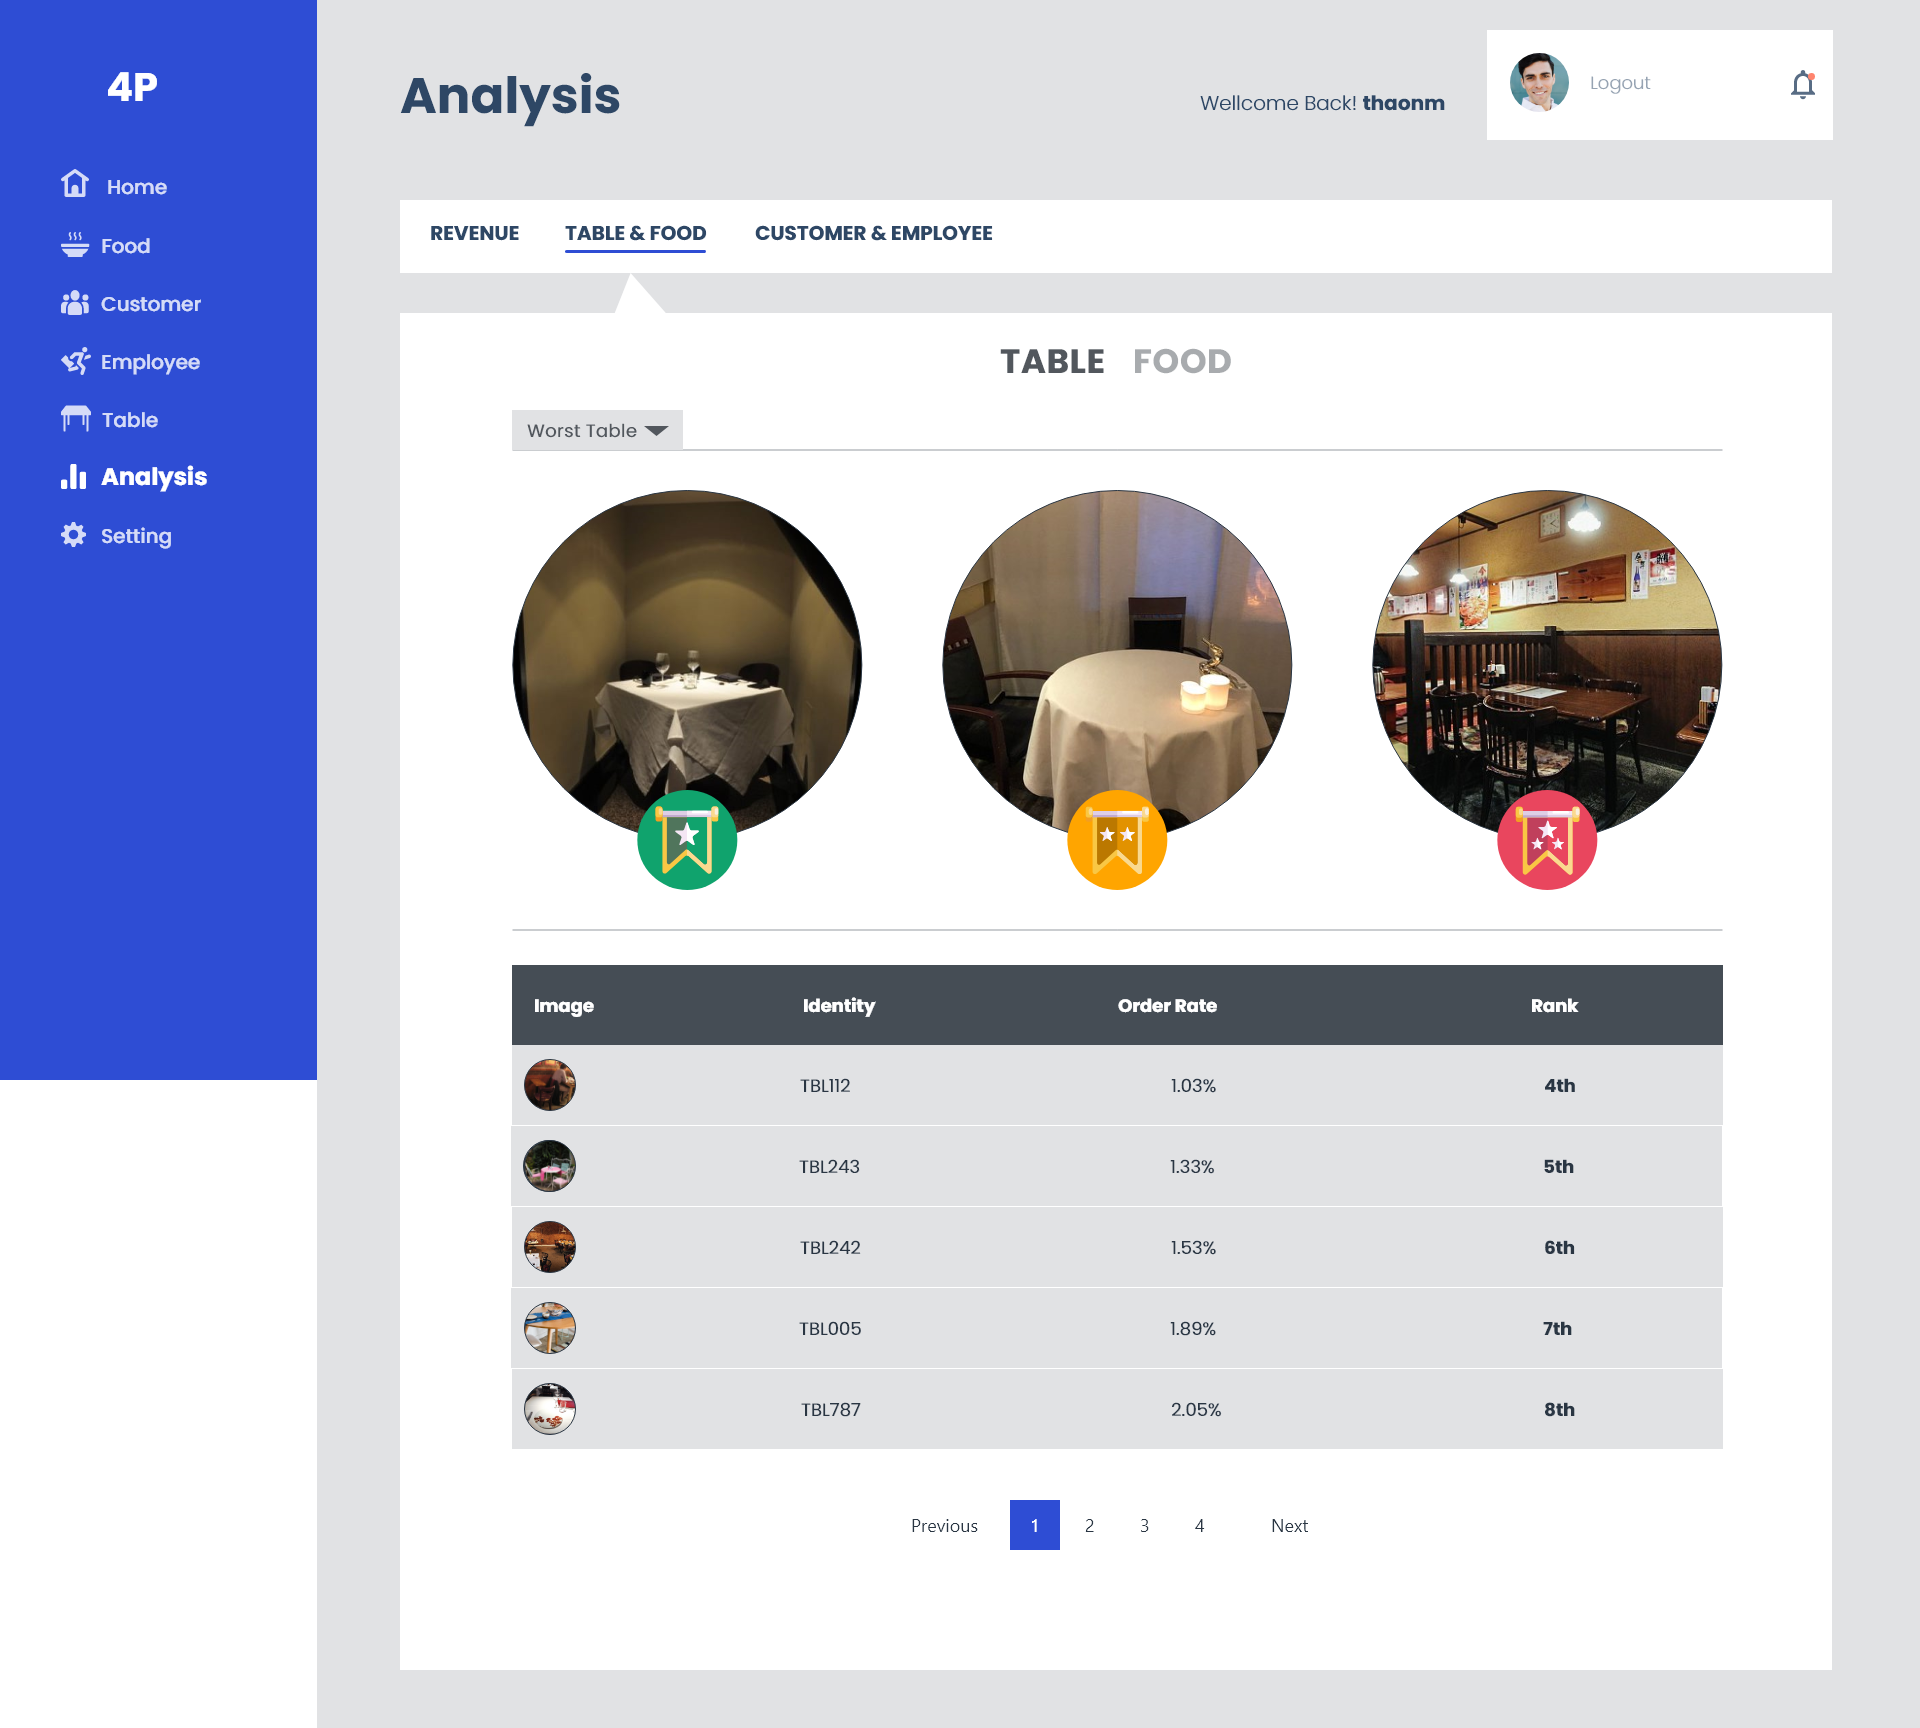 4P
Home
Food
Customer
Employee
Table
Analysis
Setting
Analysis
Wellcome Back! thaonm
Logout
REVENUE TABLE & FOOD CUSTOMER & EMPLOYEE
TABLE FOOD
Worst Table
Image Identity Order Rate Rank
TBL112 1.03% 4th
TBL243 1.33% 5th
TBL242 1.53% 6th
TBL005 1.89% 7th
TBL787 2.05% 8th
Previous 1 2 3 4 Next